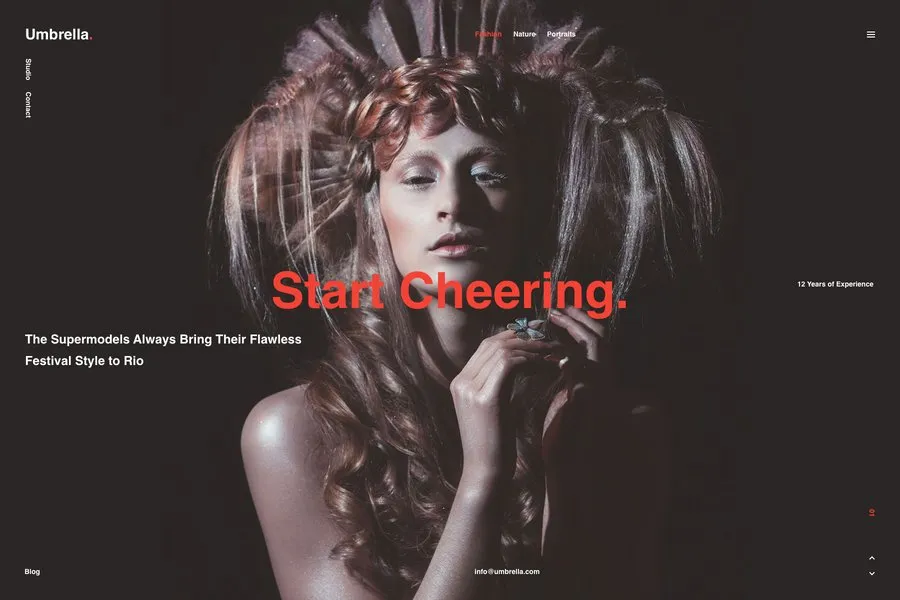 Umbrella.
Fashion Nature Portraits
Studio
Contact
Start Cheering.
12 Years of Experience
The Supermodels Always Bring Their Flawless
Festival Style to Rio
01
Blog
info@umbrella.com